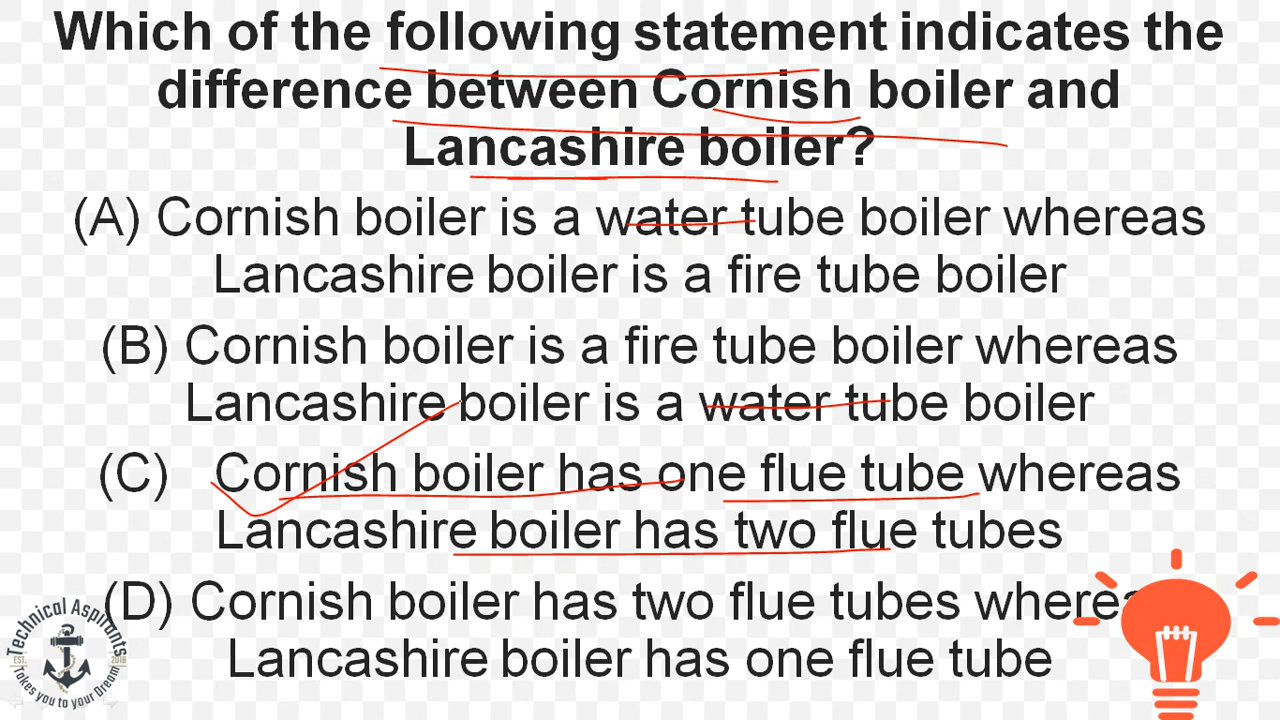 Which of the following statement indicates the
difference between Cornish boiler and
Lancashire boiler?
(A) Cornish boiler is a water tube boiler whereas
Lancashire boiler is a fire tube boiler
(B) Cornish boiler is a fire tube boiler whereas
Lancashire boiler is a water tube boiler
(C) Cornish boiler has one flue tube whereas
Lancashire boiler has two flue tubes
(D) Cornish boiler has two flue tubes wherea
Lancashire boiler has one flue tube
Technical Aspirants
EST. 2018
Takes you to your Dream